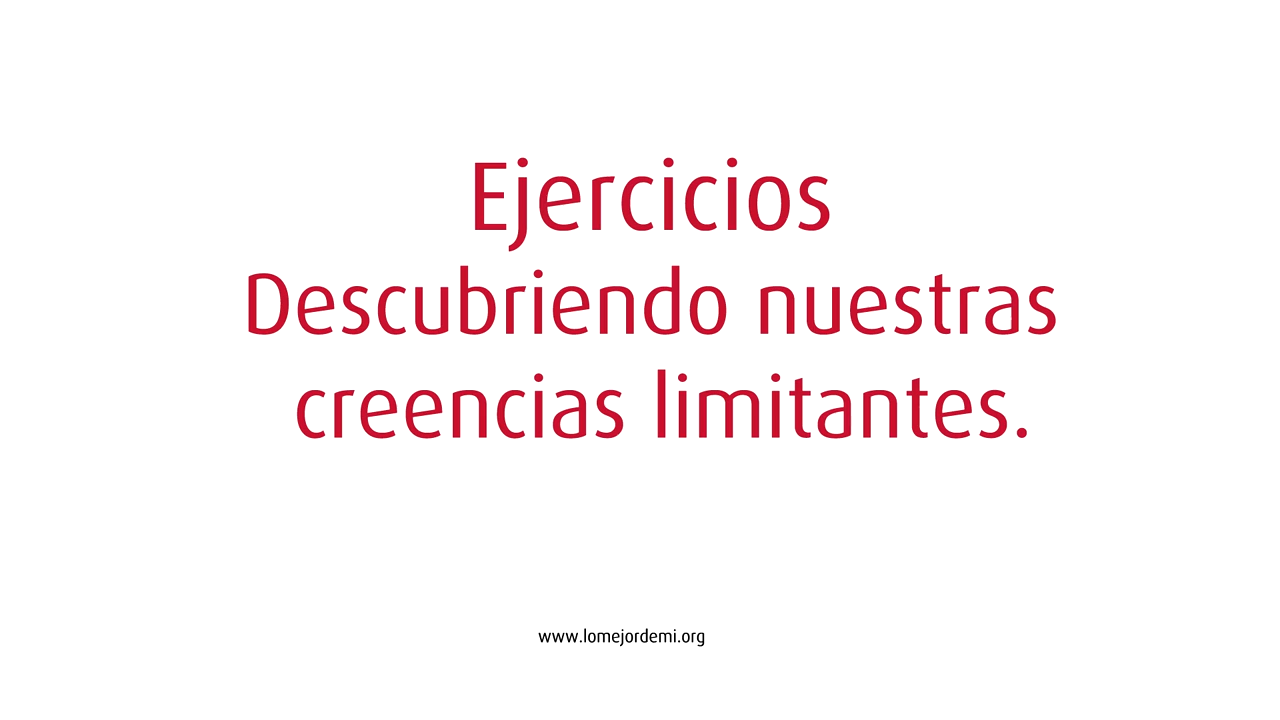 Ejercicios
Descubriendo nuestras
creencias limitantes.
www.lomejordemi.org